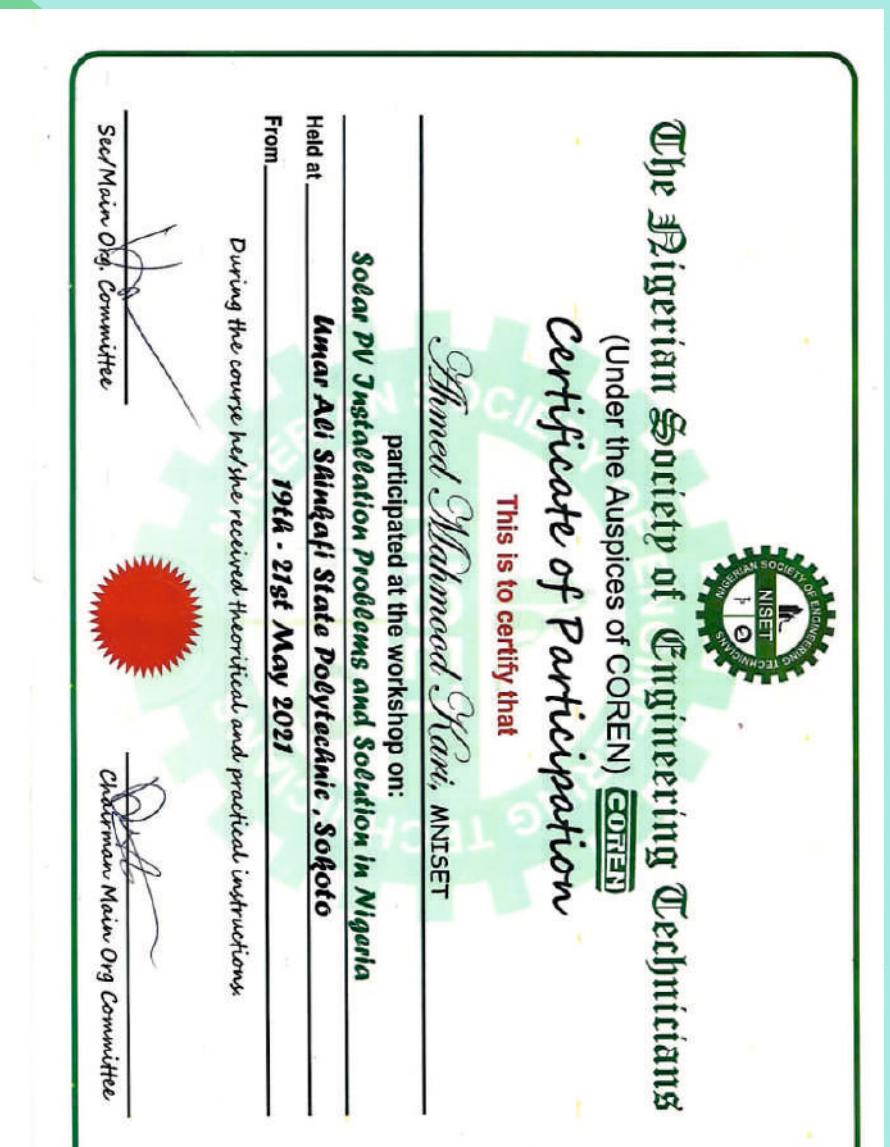 NIGERIAN SOCIETY OF ENGINEERING TECHNICIANS
NISET
The Nigerian Society of Engineering Technicians
(Under the Auspices of COREN) COREN
Certificate of Participation
This is to certify that
Ahmed Mahmood Kari, MNISET
participated at the workshop on:
Solar PV Installation Problems and Solution in Nigeria
Held at Umar Ali Shinkafi State Polytechnic, Sokoto
From 19th - 21st May 2021
During the course he/she received theoritical and practical instructions.
Sec/Main Org. Committee
Chairman Main Org Committee